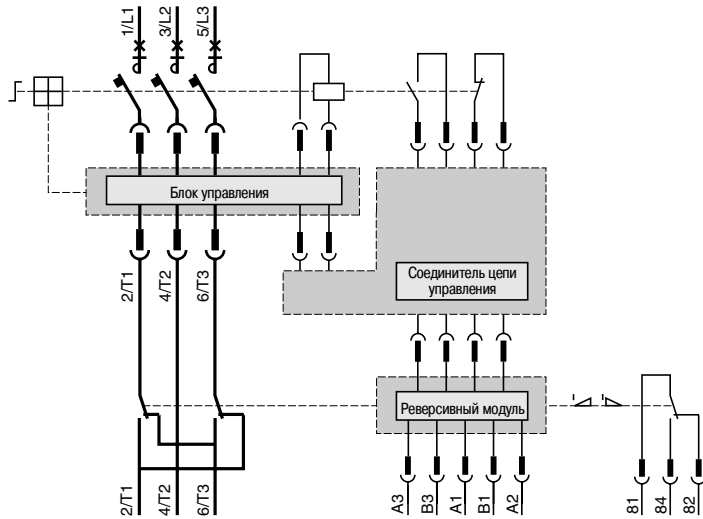 1/L1
3/L2
5/L3
Блок управления
2/T1
4/T2
6/T3
Соединитель цепи
управления
Реверсивный модуль
2/T1
4/T2
6/T3
A3
B3
A1
B1
A2
81
84
82